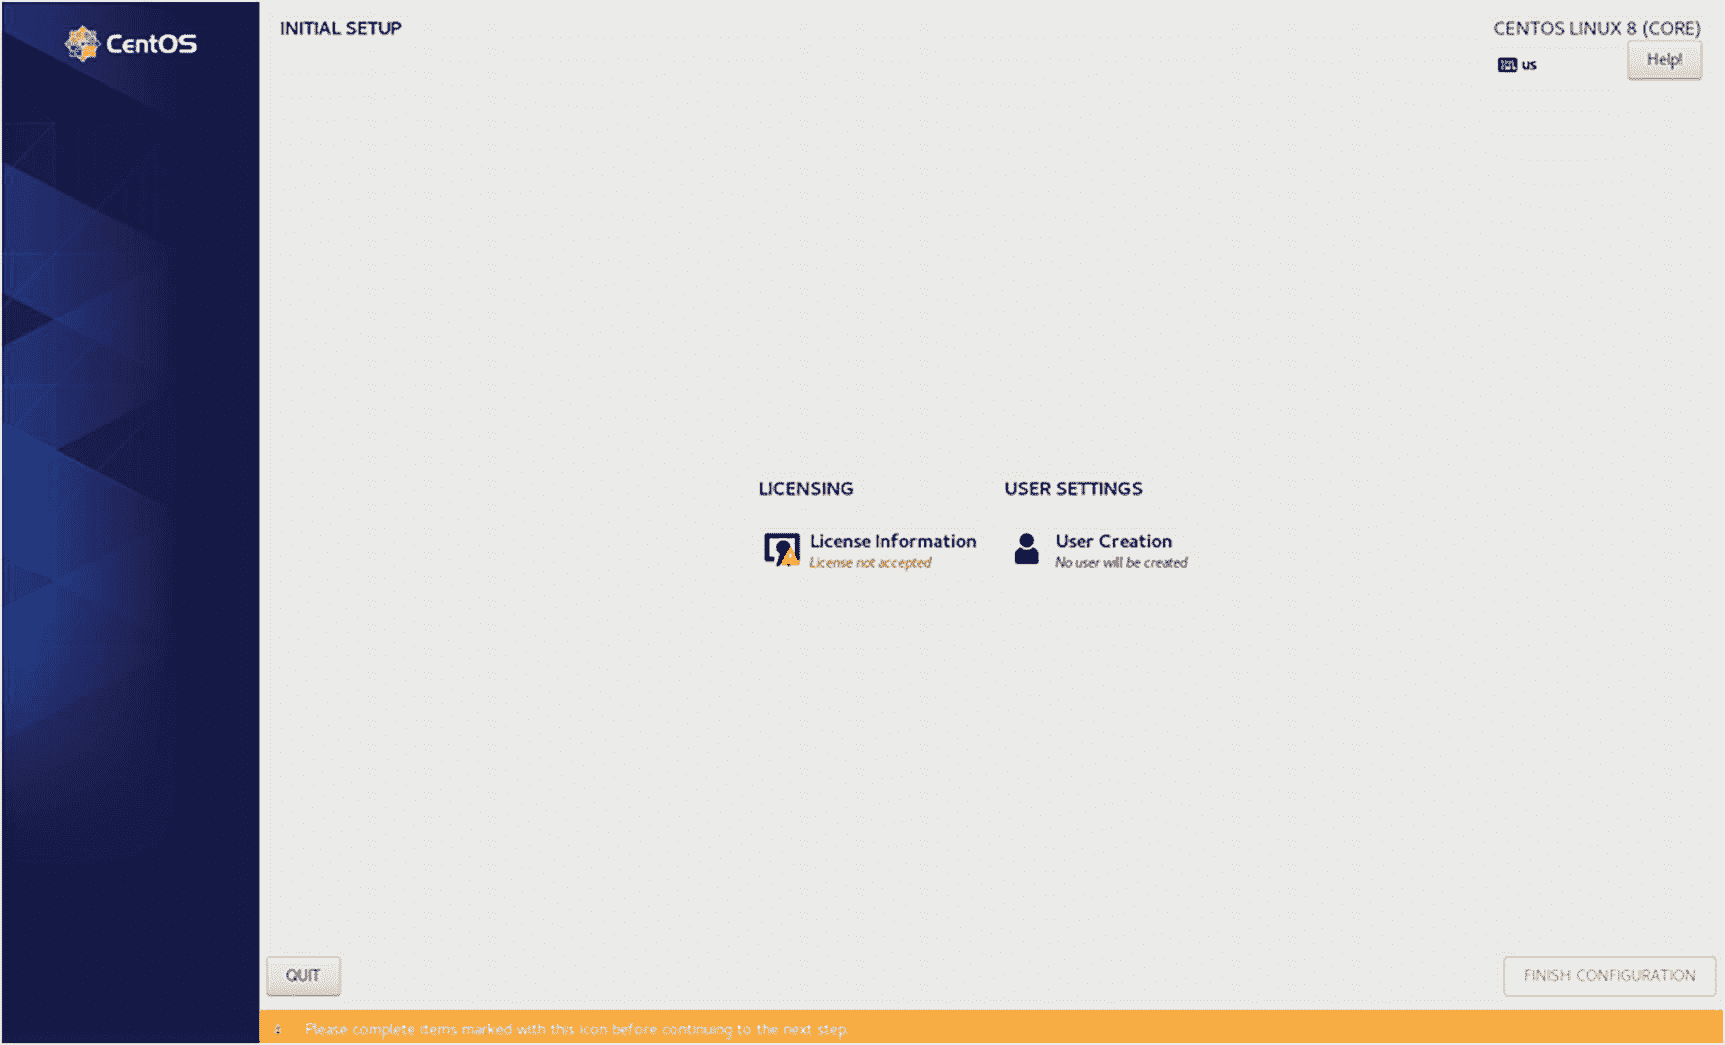 CentOS
INITIAL SETUP
CENTOS LINUX 8 (CORE)
us
Help!
LICENSING
License Information
License not accepted
USER SETTINGS
User Creation
No user will be created
QUIT
FINISH CONFIGURATION
Please complete items marked with this icon before continuing to the next step.